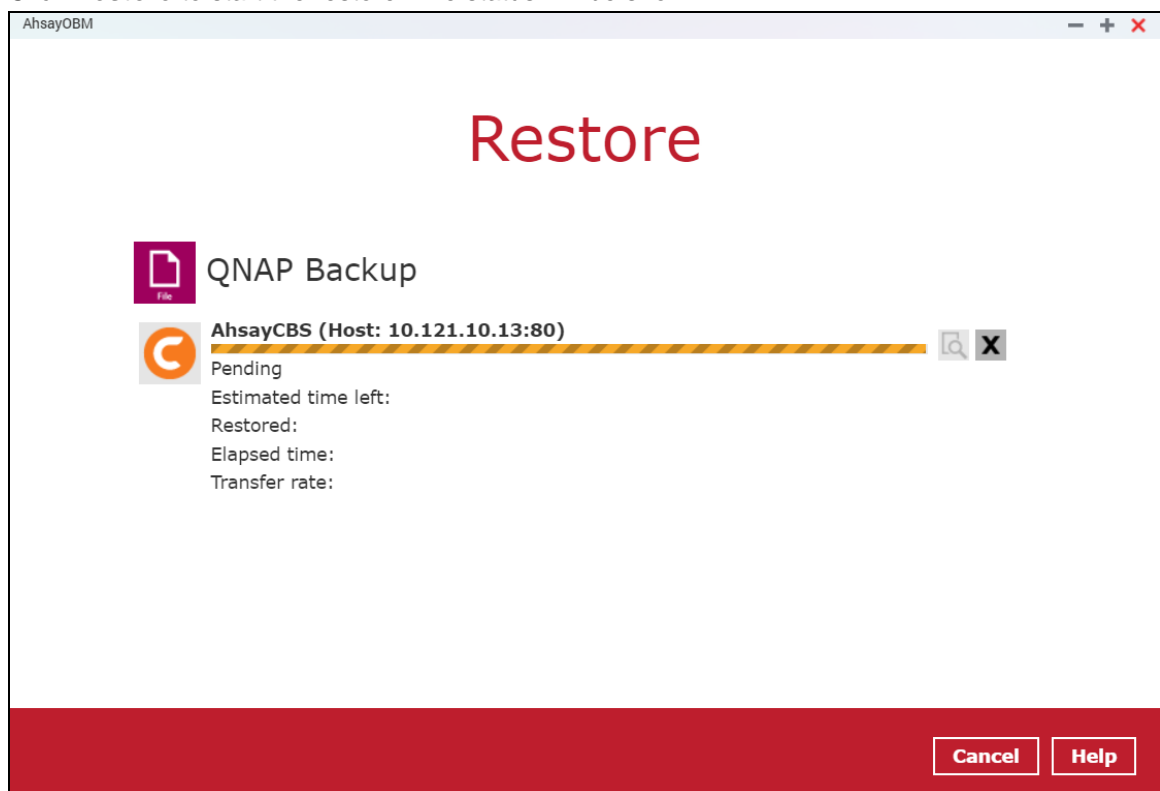 AhsayOBM
Restore
File
QNAP Backup
AhsayCBS (Host: 10.121.10.13:80)
Pending
Estimated time left:
Restored:
Elapsed time:
Transfer rate:
X
Cancel
Help